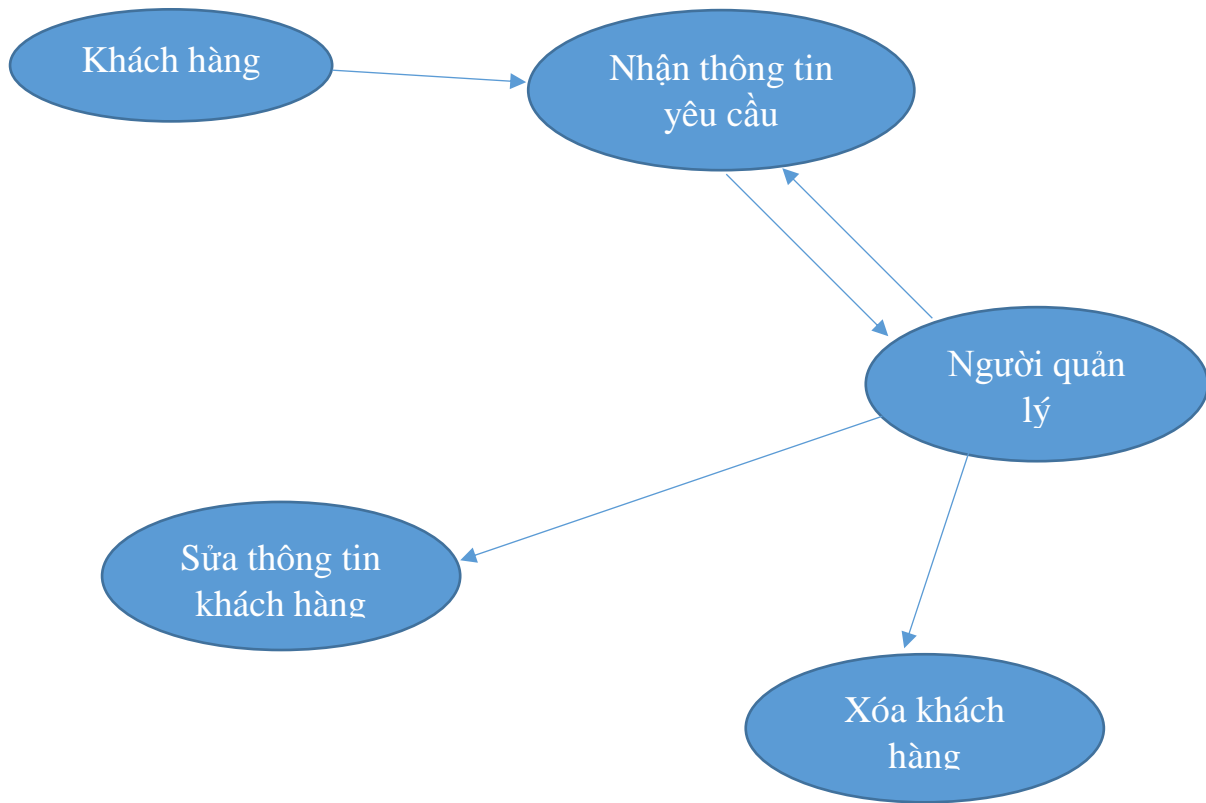 Khách hàng
Nhận thông tin
yêu cầu
Người quản
lý
Sửa thông tin
khách hàng
Xóa khách
hàng